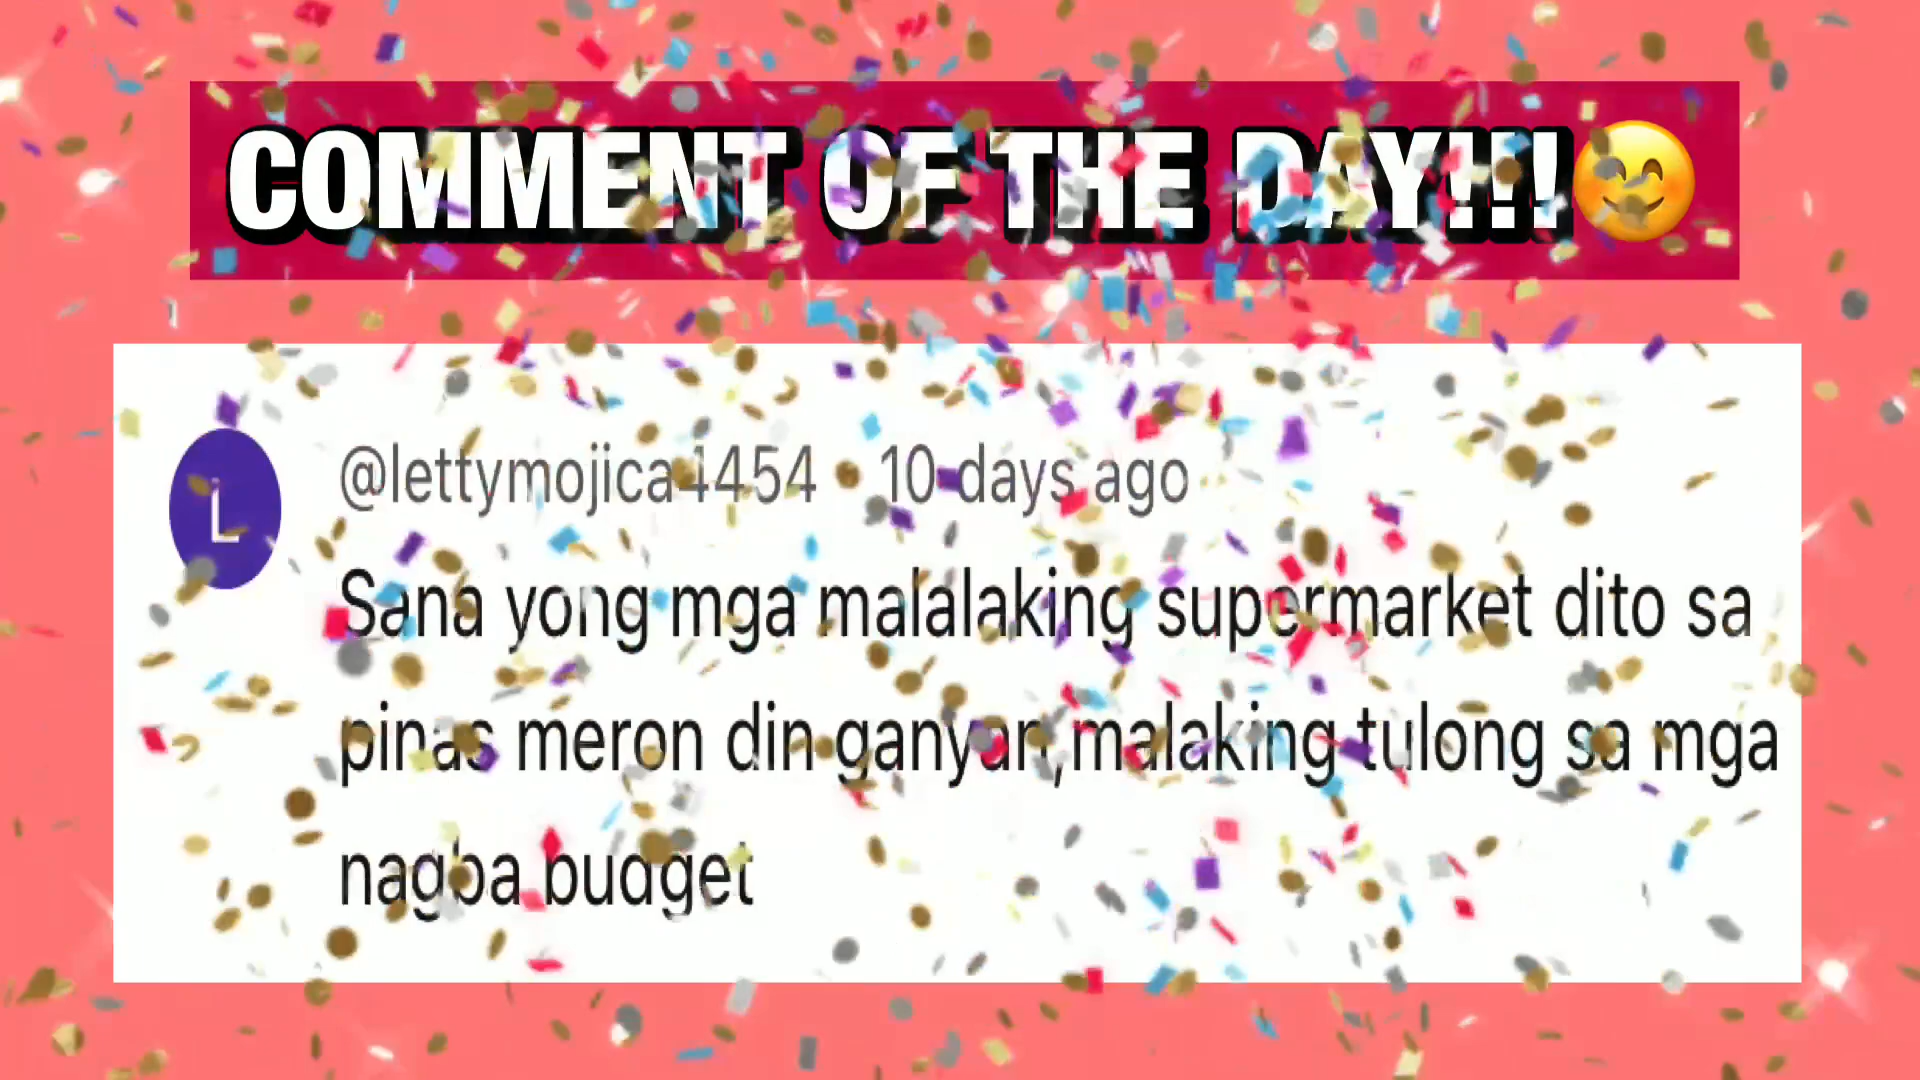 COMMENT OF THE DAY!!!😊
L
@lettymojica1454 • 10 days ago
Sana yong mga malalaking supermarket dito sa
pinas meron din ganyan,malaking tulong sa mga
nagba budget